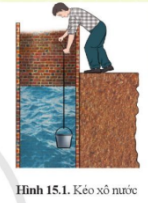 Hình 15.1. Kéo xô nước